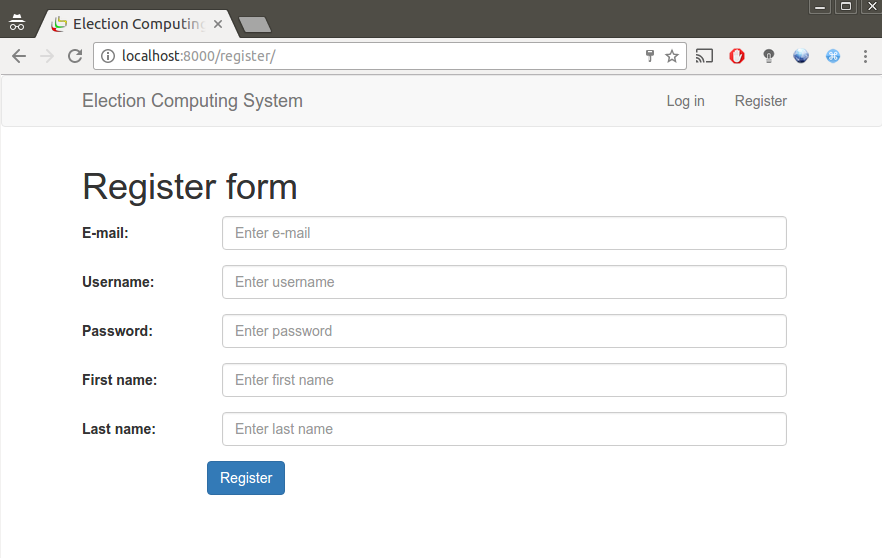 Election Computing
localhost:8000/register/
Election Computing System Log in Register
Register form
E-mail: Enter e-mail
Username: Enter username
Password: Enter password
First name: Enter first name
Last name: Enter last name
Register